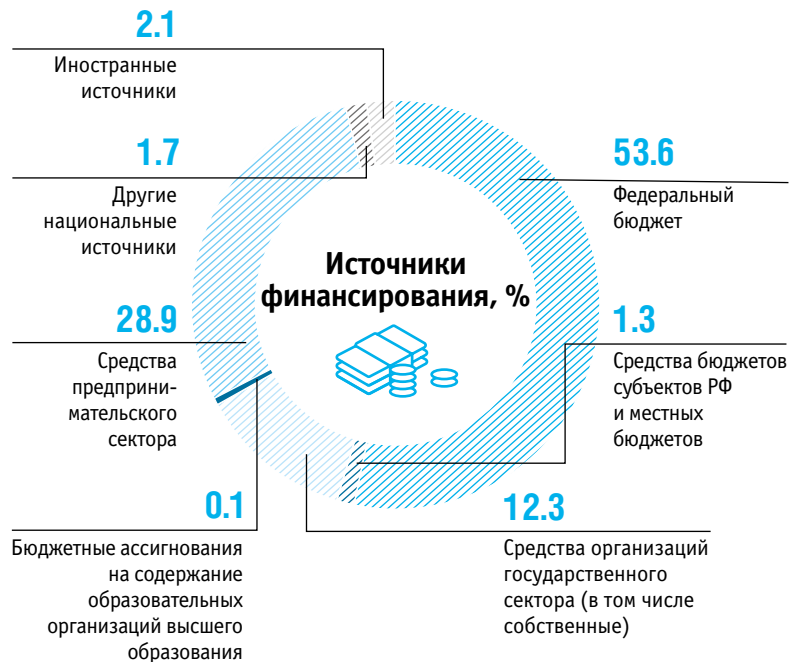 2.1
Иностранные
источники
1.7
Другие
национальные
источники
28.9
Средства
предприни-
мательского
сектора
0.1
Бюджетные ассигнования
на содержание
образовательных
организаций высшего
образования
Источники
финансирования, %
53.6
Федеральный
бюджет
1.3
Средства бюджетов
субъектов РФ
и местных
бюджетов
12.3
Средства организаций
государственного
сектора (в том числе
собственные)